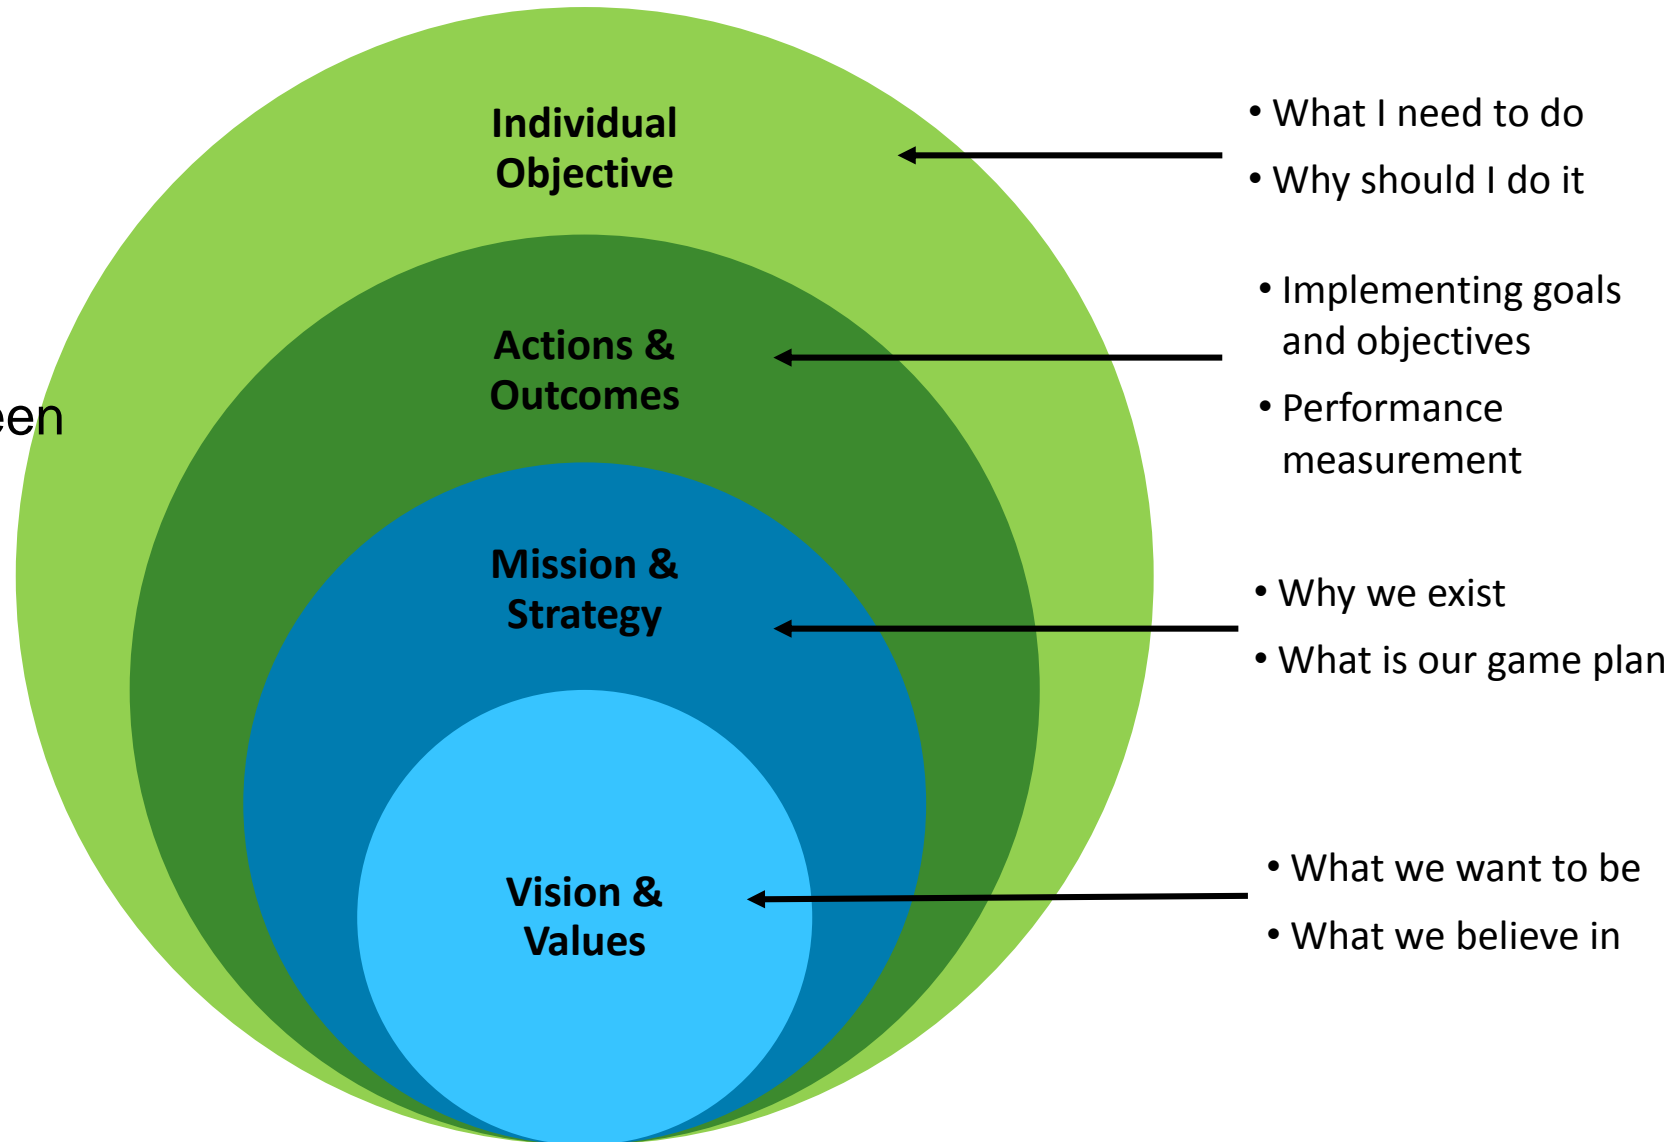 Individual
Objective
• What I need to do
• Why should I do it
Actions &
Outcomes
• Implementing goals
and objectives
• Performance
measurement
een
Mission &
Strategy
• Why we exist
• What is our game plan
Vision &
Values
• What we want to be
• What we believe in